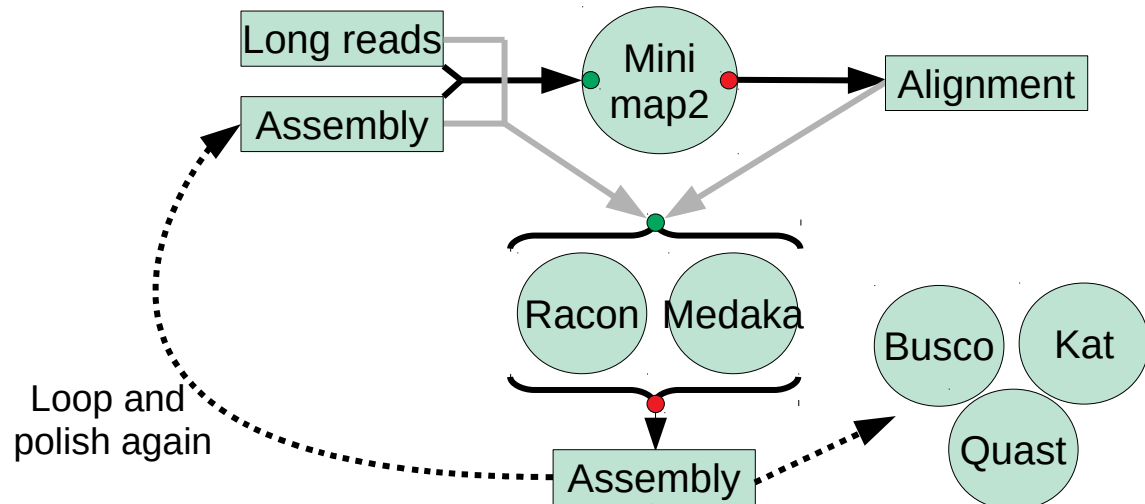 Long reads
Assembly
Mini
map2
Alignment
Racon
Medaka
Busco
Kat
Quast
Loop and
polish again
Assembly